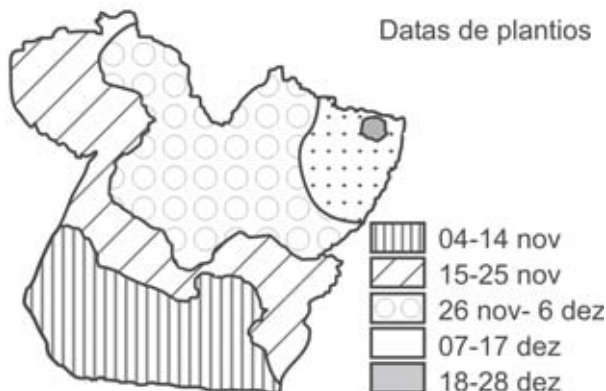 Datas de plantios
04-14 nov
15-25 nov
26 nov- 6 dez
07-17 dez
18-28 dez